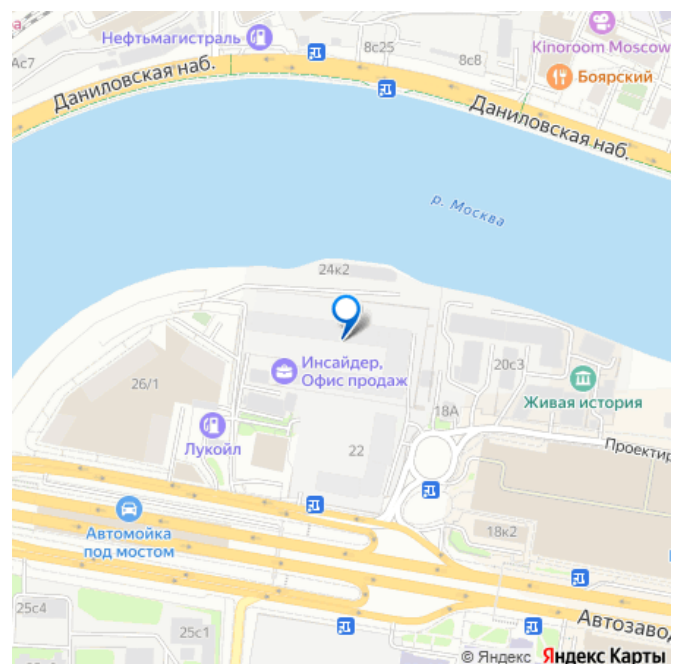 Нефтьмагистраль
8с25
8с8
Kinoroom Moscow
Боярский
Ас7
Даниловская наб.
Даниловская наб.
р. Москва
24к2
Инсайдер,
Офис продаж
26/1
20с3
Живая история
18А
Лукойл
22
Проектир
Автомойка
под мостом
18к2
25с4
25с1
Автозавод
© Яндекс Яндекс Карты